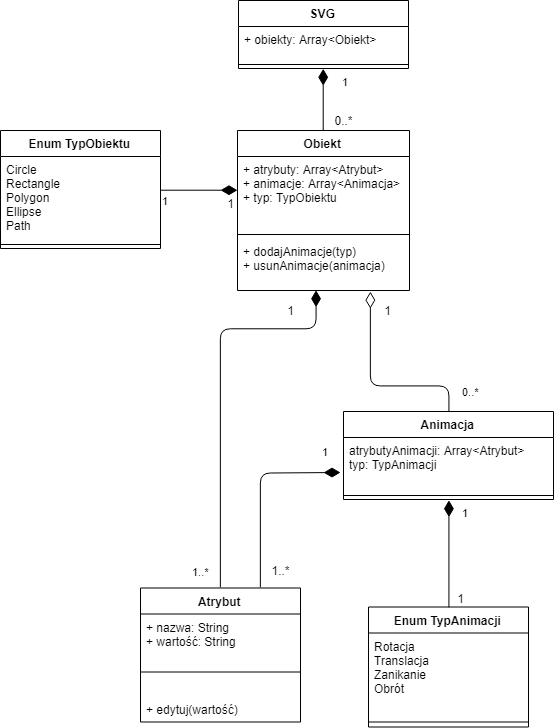 SVG
+ obiekty: Array<Obiekt>
1
0..*
Enum TypObiektu
Circle
Rectangle
Polygon
Ellipse
Path
1
1
Obiekt
+ atrybuty: Array<Atrybut>
+ animacje: Array<Animacja>
+ typ: TypObiektu
+ dodajAnimacje(typ)
+ usunAnimacje(animacja)
1
1
0..*
Animacja
atrybutyAnimacji: Array<Atrybut>
typ: TypAnimacji
1
1
1..*
1..*
1
Atrybut
+ nazwa: String
+ wartość: String
+ edytuj(wartość)
Enum TypAnimacji
Rotacja
Translacja
Zanikanie
Obrót